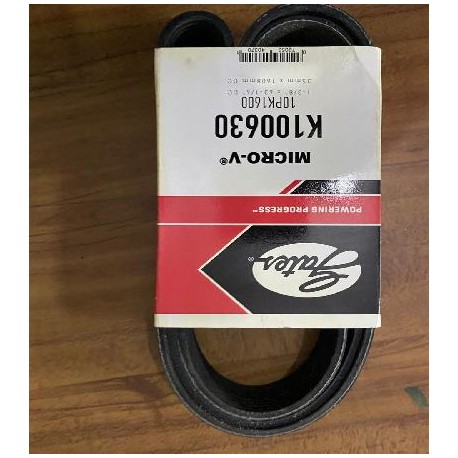 Gates®
POWERING PROGRESS™
MICRO-V®
K100630
10PK1600